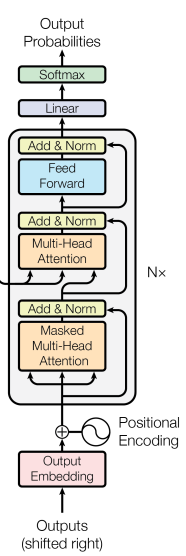 Output
Probabilities
Softmax
Linear
Add & Norm
Feed
Forward
Add & Norm
Multi-Head
Attention
N×
Add & Norm
Masked
Multi-Head
Attention
Positional
Encoding
Output
Embedding
Outputs
(shifted right)